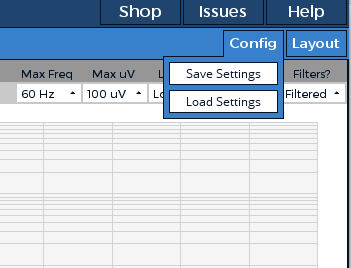 Shop Issues Help
Config Layout
Max Freq Max uV Filters?
Save Settings
60 Hz 100 uV Filtered
Load Settings